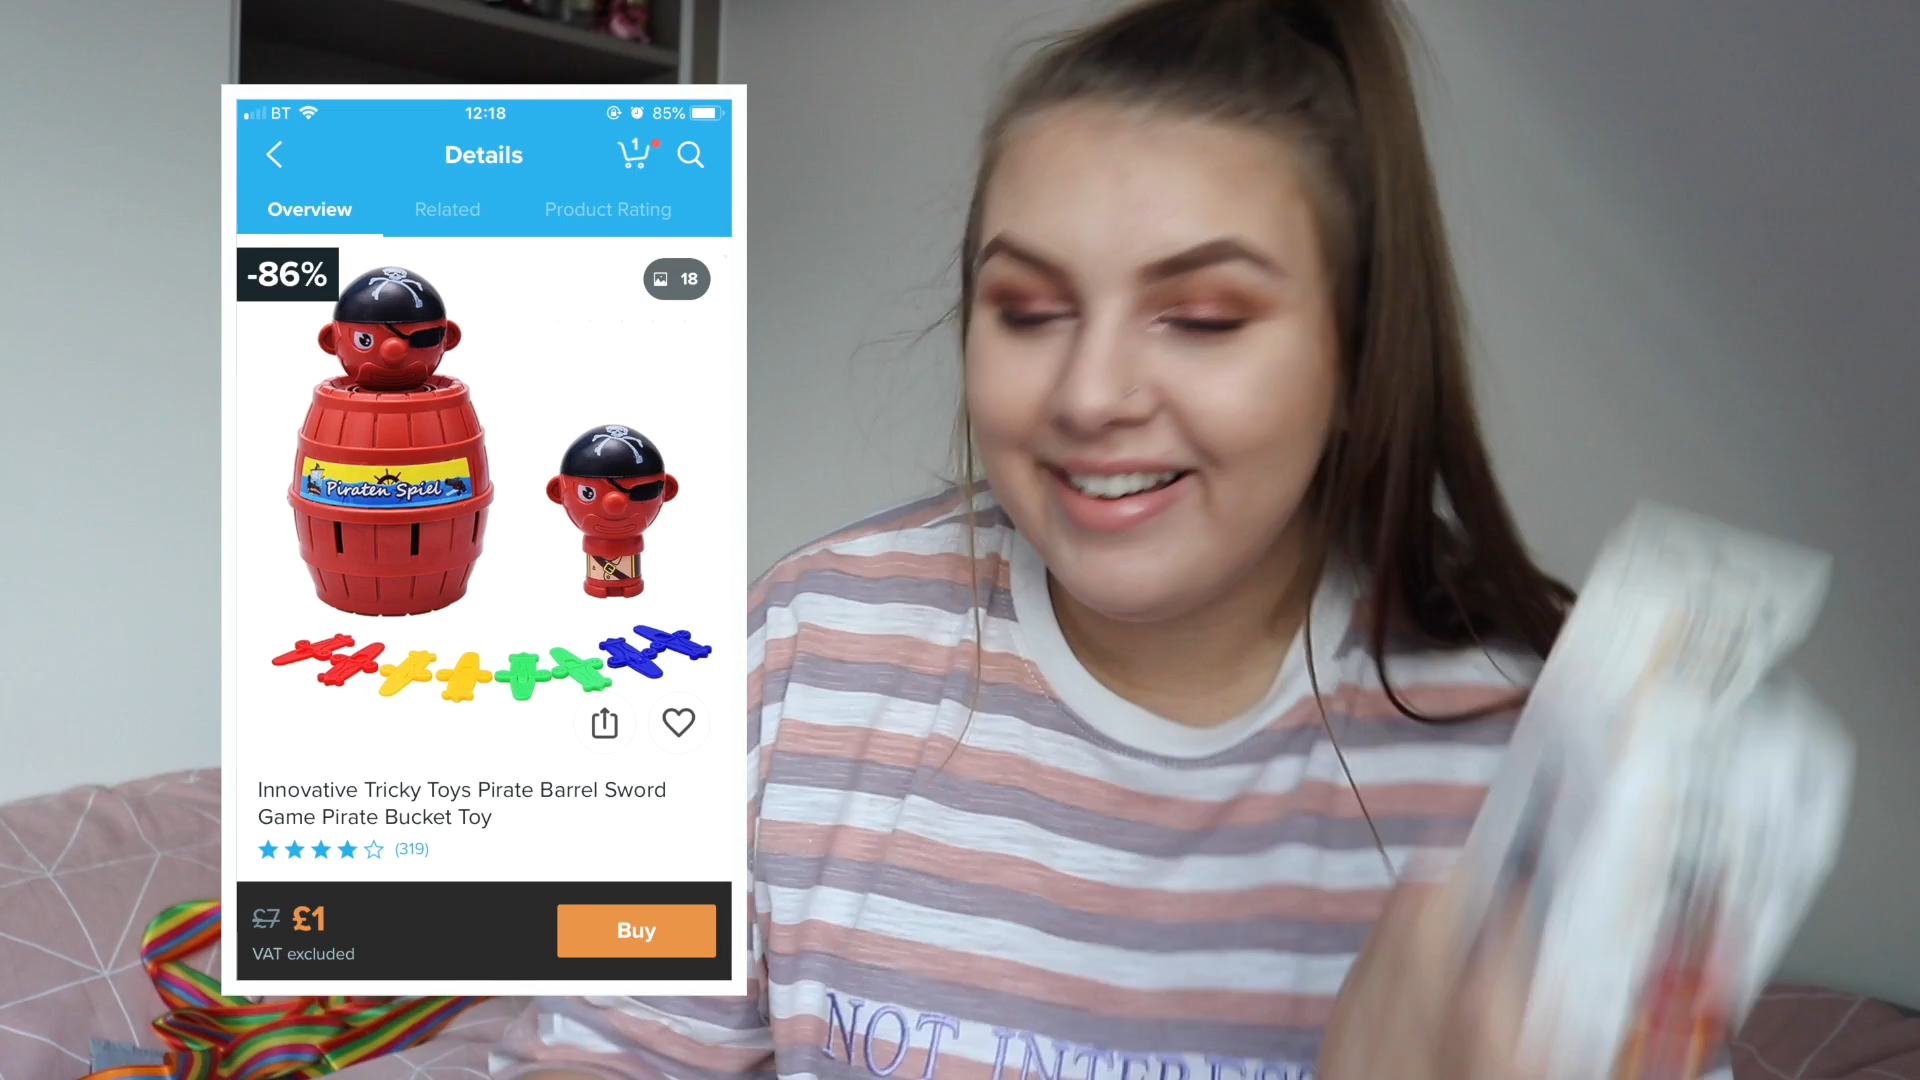 BT 12:18 85%
Details
1
Overview Related Product Rating
-86%
18
Piraten Spiel
Innovative Tricky Toys Pirate Barrel Sword
Game Pirate Bucket Toy
(319)
£7 £1
Buy
VAT excluded
NOT